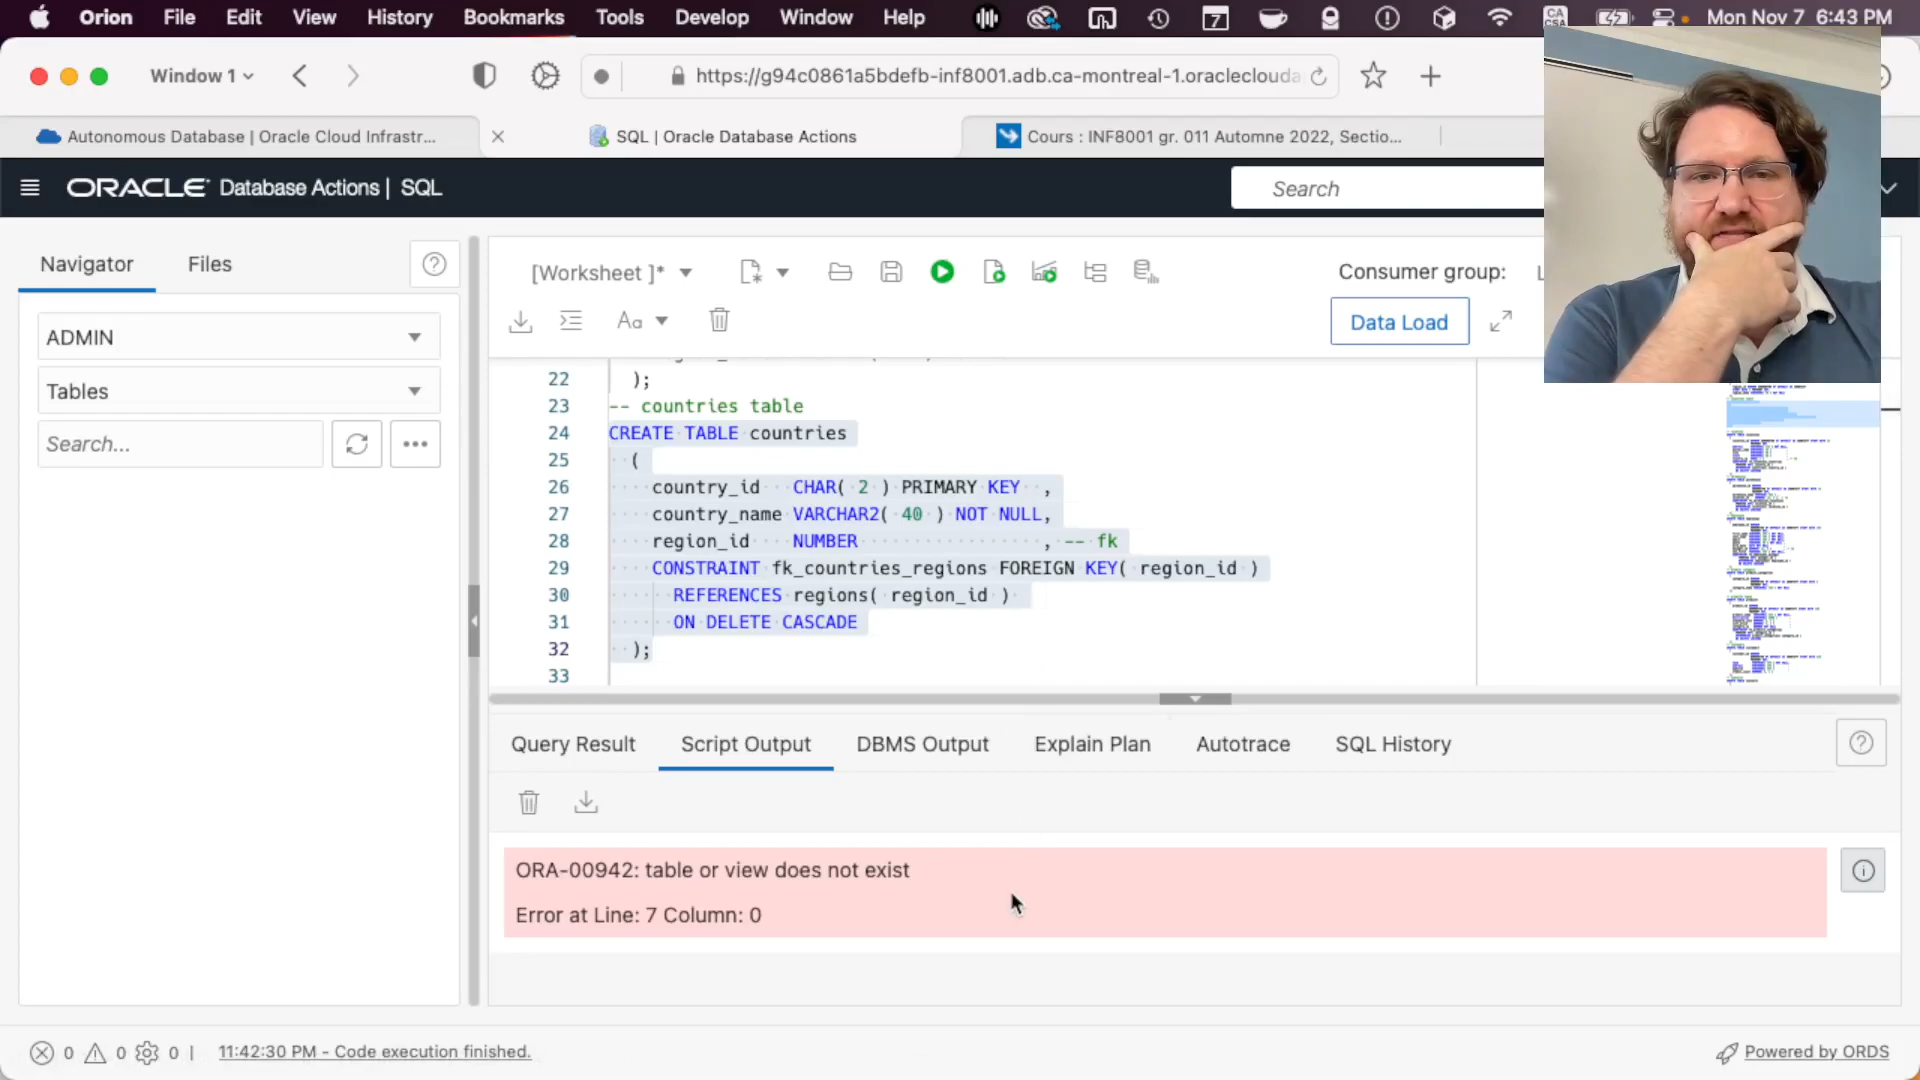 Orion File Edit View History Bookmarks Tools Develop Window Help 7 CA CSA Mon Nov 7 6:43 PM
Window 1 https://g94c0861a5bdefb-inf8001.adb.ca-montreal-1.oracleclouda
Autonomous Database | Oracle Cloud Infrastr... SQL | Oracle Database Actions Cours : INF8001 gr. 011 Automne 2022, Sectio...
ORACLE Database Actions | SQL Search
Navigator Files
[Worksheet ]* Consumer group: L
Aa Data Load
ADMIN
Tables
Search...
22 );
23 -- countries table
24 CREATE TABLE countries
25 (
26 country_id CHAR( 2 ) PRIMARY KEY ,
27 country_name VARCHAR2( 40 ) NOT NULL,
28 region_id NUMBER , -- fk
29 CONSTRAINT fk_countries_regions FOREIGN KEY( region_id )
30 REFERENCES regions( region_id )
31 ON DELETE CASCADE
32 );
33
Query Result Script Output DBMS Output Explain Plan Autotrace SQL History
ORA-00942: table or view does not exist
Error at Line: 7 Column: 0
0 0 0 | 11:42:30 PM - Code execution finished. Powered by ORDS